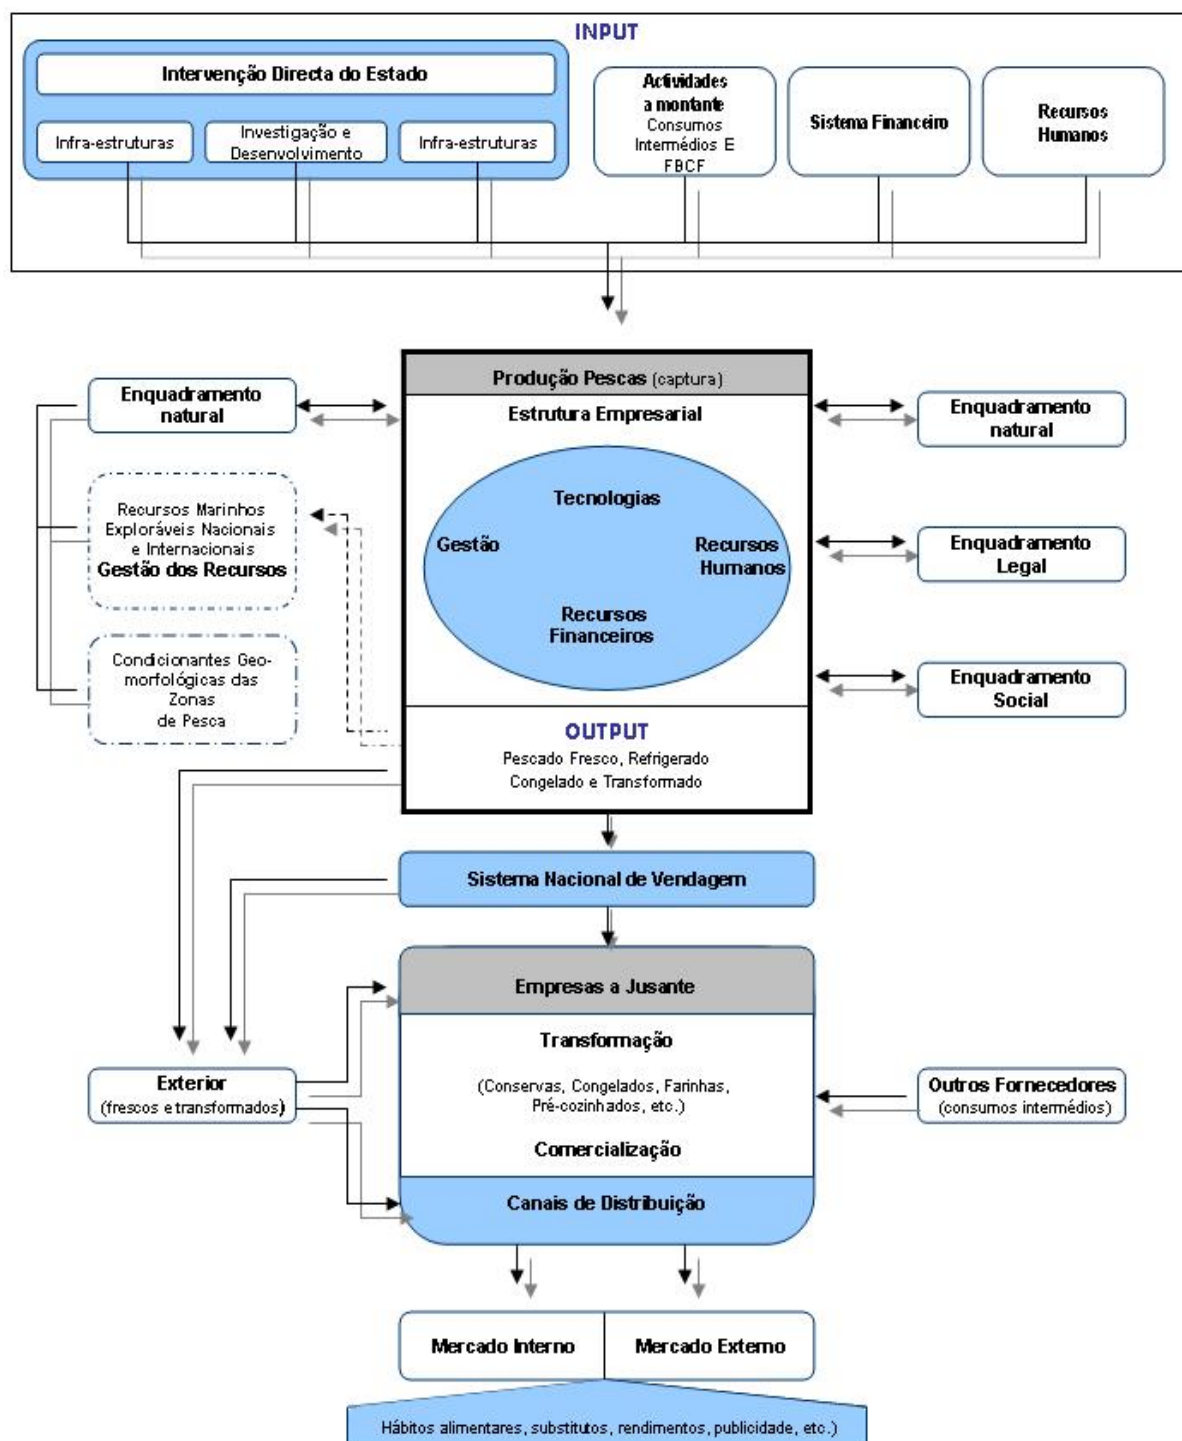 INPUT
Intervenção Directa do Estado
Infra-estruturas
Investigação e
Desenvolvimento
Infra-estruturas
Actividades
a montante
Consumos
Intermédios E
FBCF
Sistema Financeiro
Recursos
Humanos
Produção Pescas (captura)
Estrutura Empresarial
Tecnologias
Gestão
Recursos
Humanos
Recursos
Financeiros
Enquadramento
natural
Recursos Marinhos
Exploráveis Nacionais
e Internacionais
Gestão dos Recursos
Condicionantes Geo-
morfológicas das
Zonas
de Pesca
Enquadramento
natural
Enquadramento
Legal
Enquadramento
Social
OUTPUT
Pescado Fresco, Refrigerado
Congelado e Transformado
Sistema Nacional de Vendagem
Empresas a Jusante
Transformação
(Conservas, Congelados, Farinhas,
Pré-cozinhados, etc.)
Comercialização
Canais de Distribuição
Exterior
(frescos e transformados)
Outros Fornecedores
(consumos intermédios)
Mercado Interno
Mercado Externo
Hábitos alimentares, substitutos, rendimentos, publicidade, etc.)